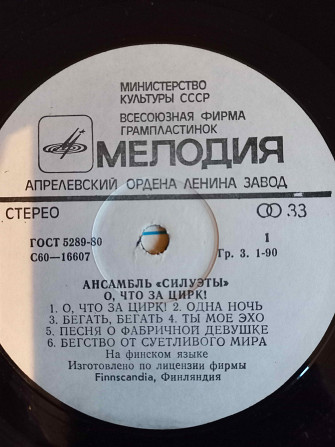 МИНИСТЕРСТВО
КУЛЬТУРЫ СССР
ВСЕСОЮЗНАЯ ФИРМА
ГРАМПЛАСТИНОК
МЕЛОДИЯ
АПРЕЛЕВСКИЙ ОРДЕНА ЛЕНИНА ЗАВОД
СТЕРЕО 33
ГОСТ 5289-80 1
С60-16607 Гр. 3. 1-90
АНСАМБЛЬ «СИЛУЭТЫ»
О, ЧТО ЗА ЦИРК!
1. О, ЧТО ЗА ЦИРК! 2. ОДНА НОЧЬ
3. БЕГАТЬ, БЕГАТЬ 4. ТЫ МОЕ ЭХО
5. ПЕСНЯ О ФАБРИЧНОЙ ДЕВУШКЕ
6. БЕГСТВО ОТ СУЕТЛИВОГО МИРА
На финском языке
Изготовлено по лицензии фирмы
Finnscandia, Финляндия